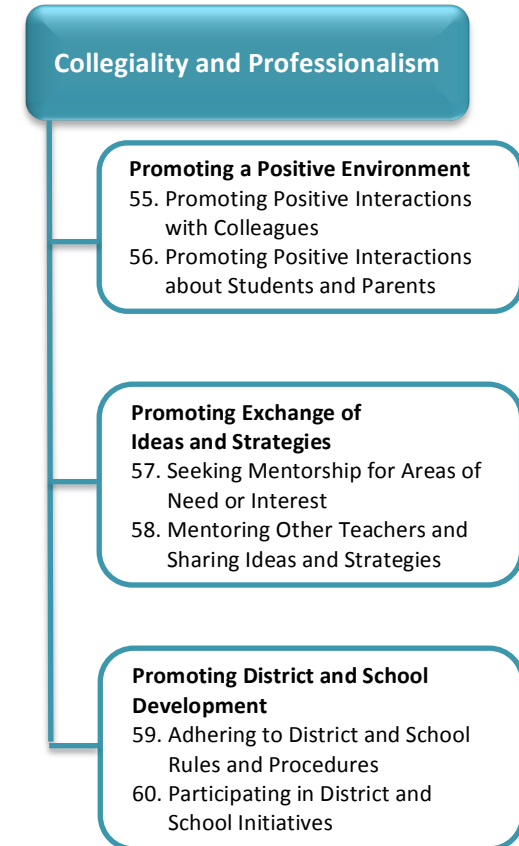 Collegiality and Professionalism
Promoting a Positive Environment
55. Promoting Positive Interactions
with Colleagues
56. Promoting Positive Interactions
about Students and Parents
Promoting Exchange of
Ideas and Strategies
57. Seeking Mentorship for Areas of
Need or Interest
58. Mentoring Other Teachers and
Sharing Ideas and Strategies
Promoting District and School
Development
59. Adhering to District and School
Rules and Procedures
60. Participating in District and
School Initiatives